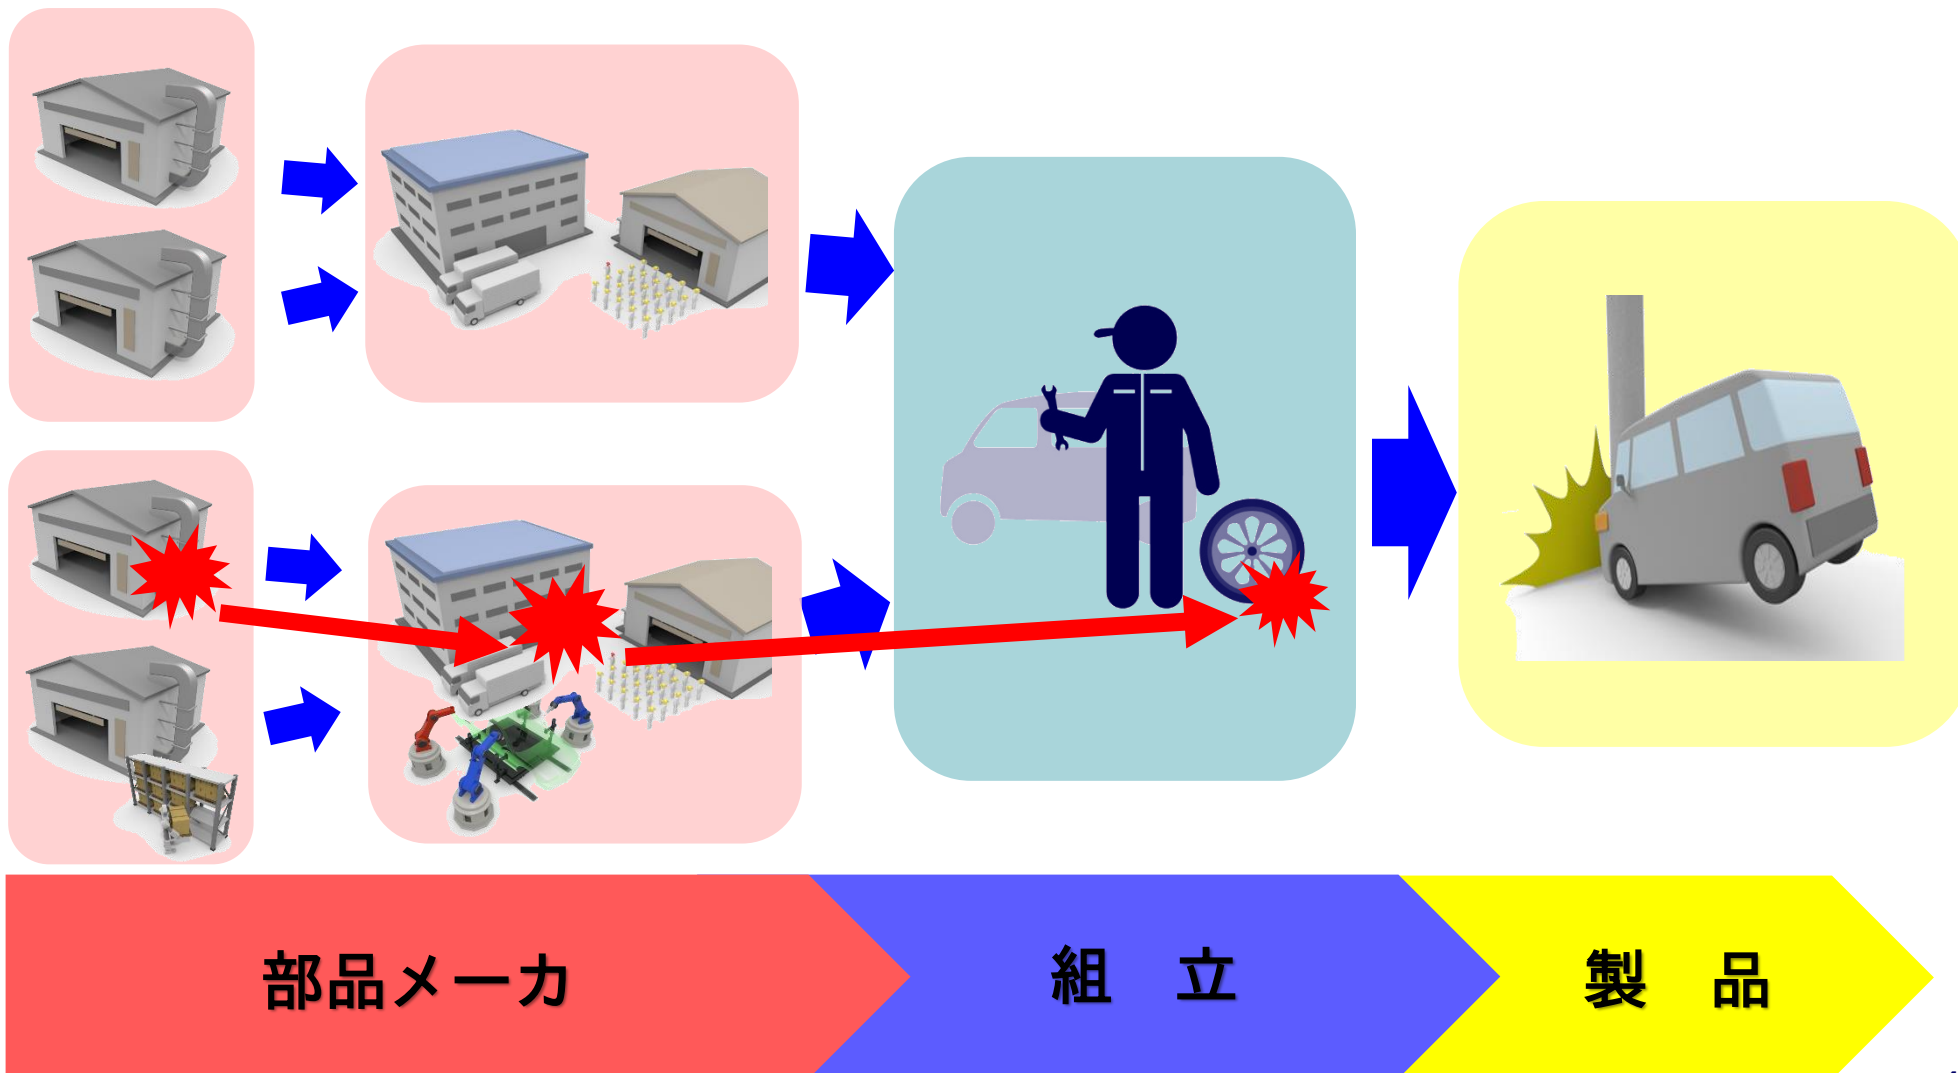 部品メーカ
組　立
製　品